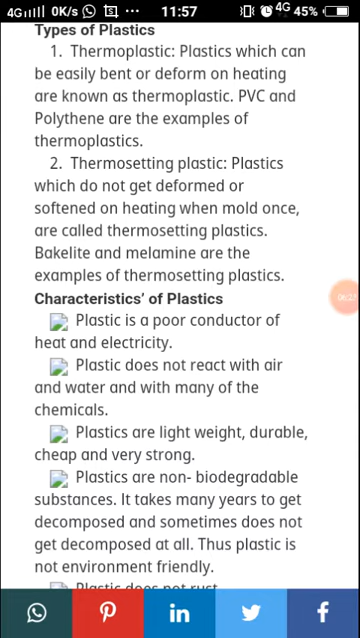 4G 0K/s 11:57 4G 45%
Types of Plastics
1. Thermoplastic: Plastics which can
be easily bent or deform on heating
are known as thermoplastic. PVC and
Polythene are the examples of
thermoplastics.
2. Thermosetting plastic: Plastics
which do not get deformed or
softened on heating when mold once,
are called thermosetting plastics.
Bakelite and melamine are the
examples of thermosetting plastics.
Characteristics’ of Plastics
Plastic is a poor conductor of
heat and electricity.
Plastic does not react with air
and water and with many of the
chemicals.
Plastics are light weight, durable,
cheap and very strong.
Plastics are non- biodegradable
substances. It takes many years to get
decomposed and sometimes does not
get decomposed at all. Thus plastic is
not environment friendly.
Plastic does not rust